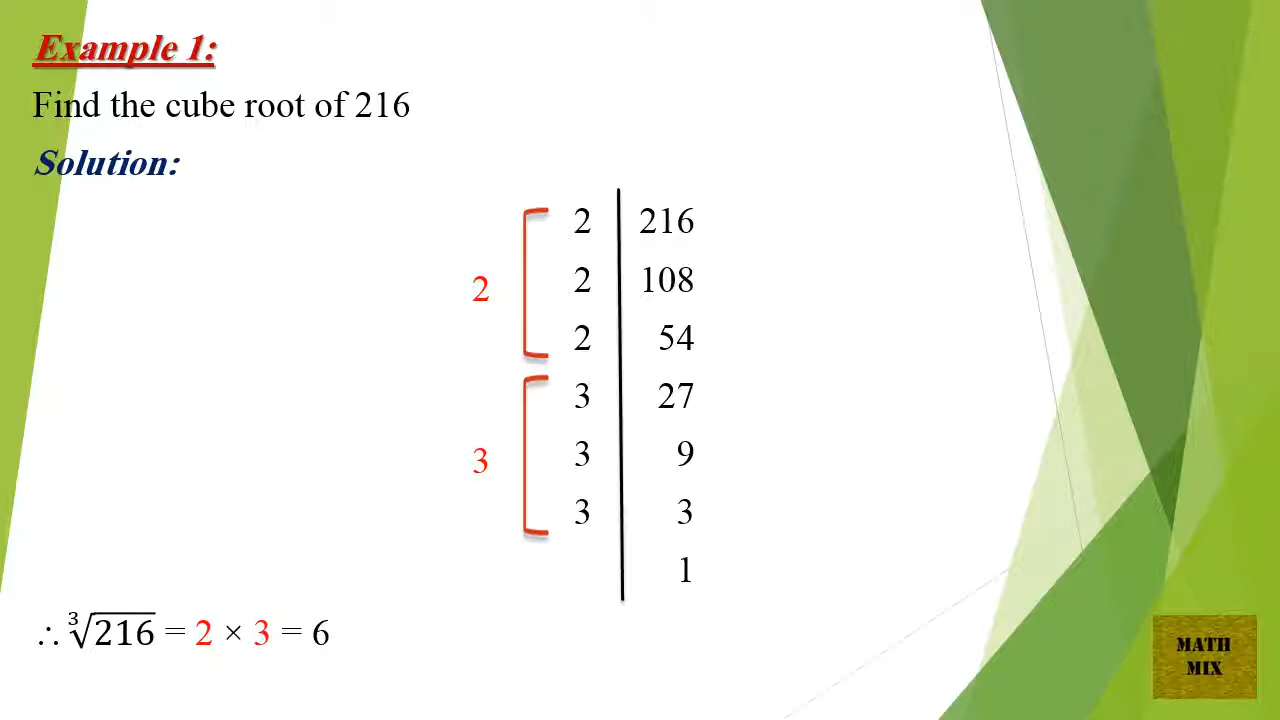 Example 1:
Find the cube root of 216
Solution:
2 216
2 108
2 54
2
3 27
3 9
3
3 3
1
∴ ∛216 = 2 × 3 = 6
MATH
MIX